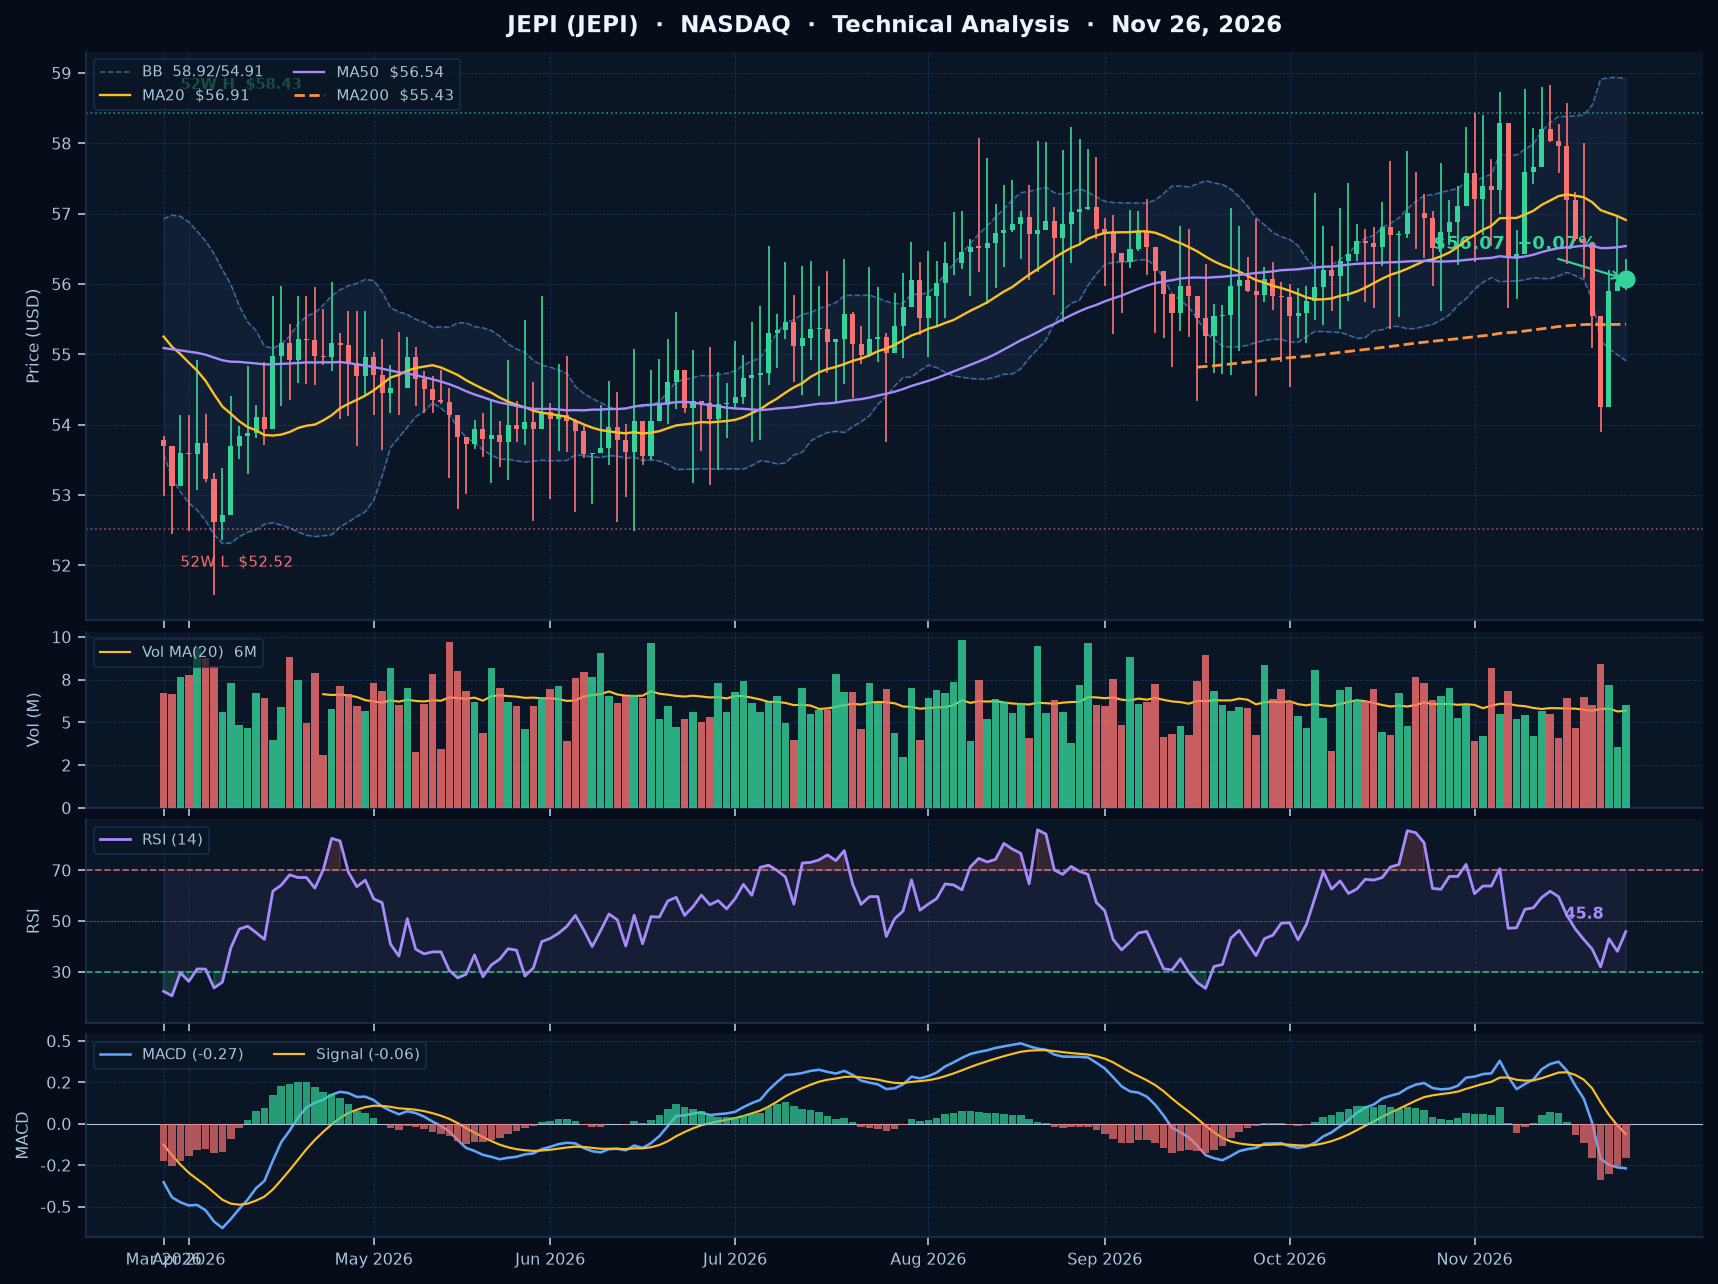 JEPI (JEPI)  ·  NASDAQ  ·  Technical Analysis  ·  Nov 26, 2026
BB  58.92/54.91
MA20  $56.91
MA50  $56.54
MA200  $55.43
52W H  $58.43
59
58
57
56
55
54
53
52
Price (USD)
$56.07  +0.07%
52W L  $52.52
Vol MA(20)  6M
10
8
5
2
0
Vol (M)
RSI (14)
70
50
30
RSI
45.8
MACD (-0.27)
Signal (-0.06)
0.5
0.2
0.0
-0.2
-0.5
MACD
Mar 2026
Apr 2026
May 2026
Jun 2026
Jul 2026
Aug 2026
Sep 2026
Oct 2026
Nov 2026